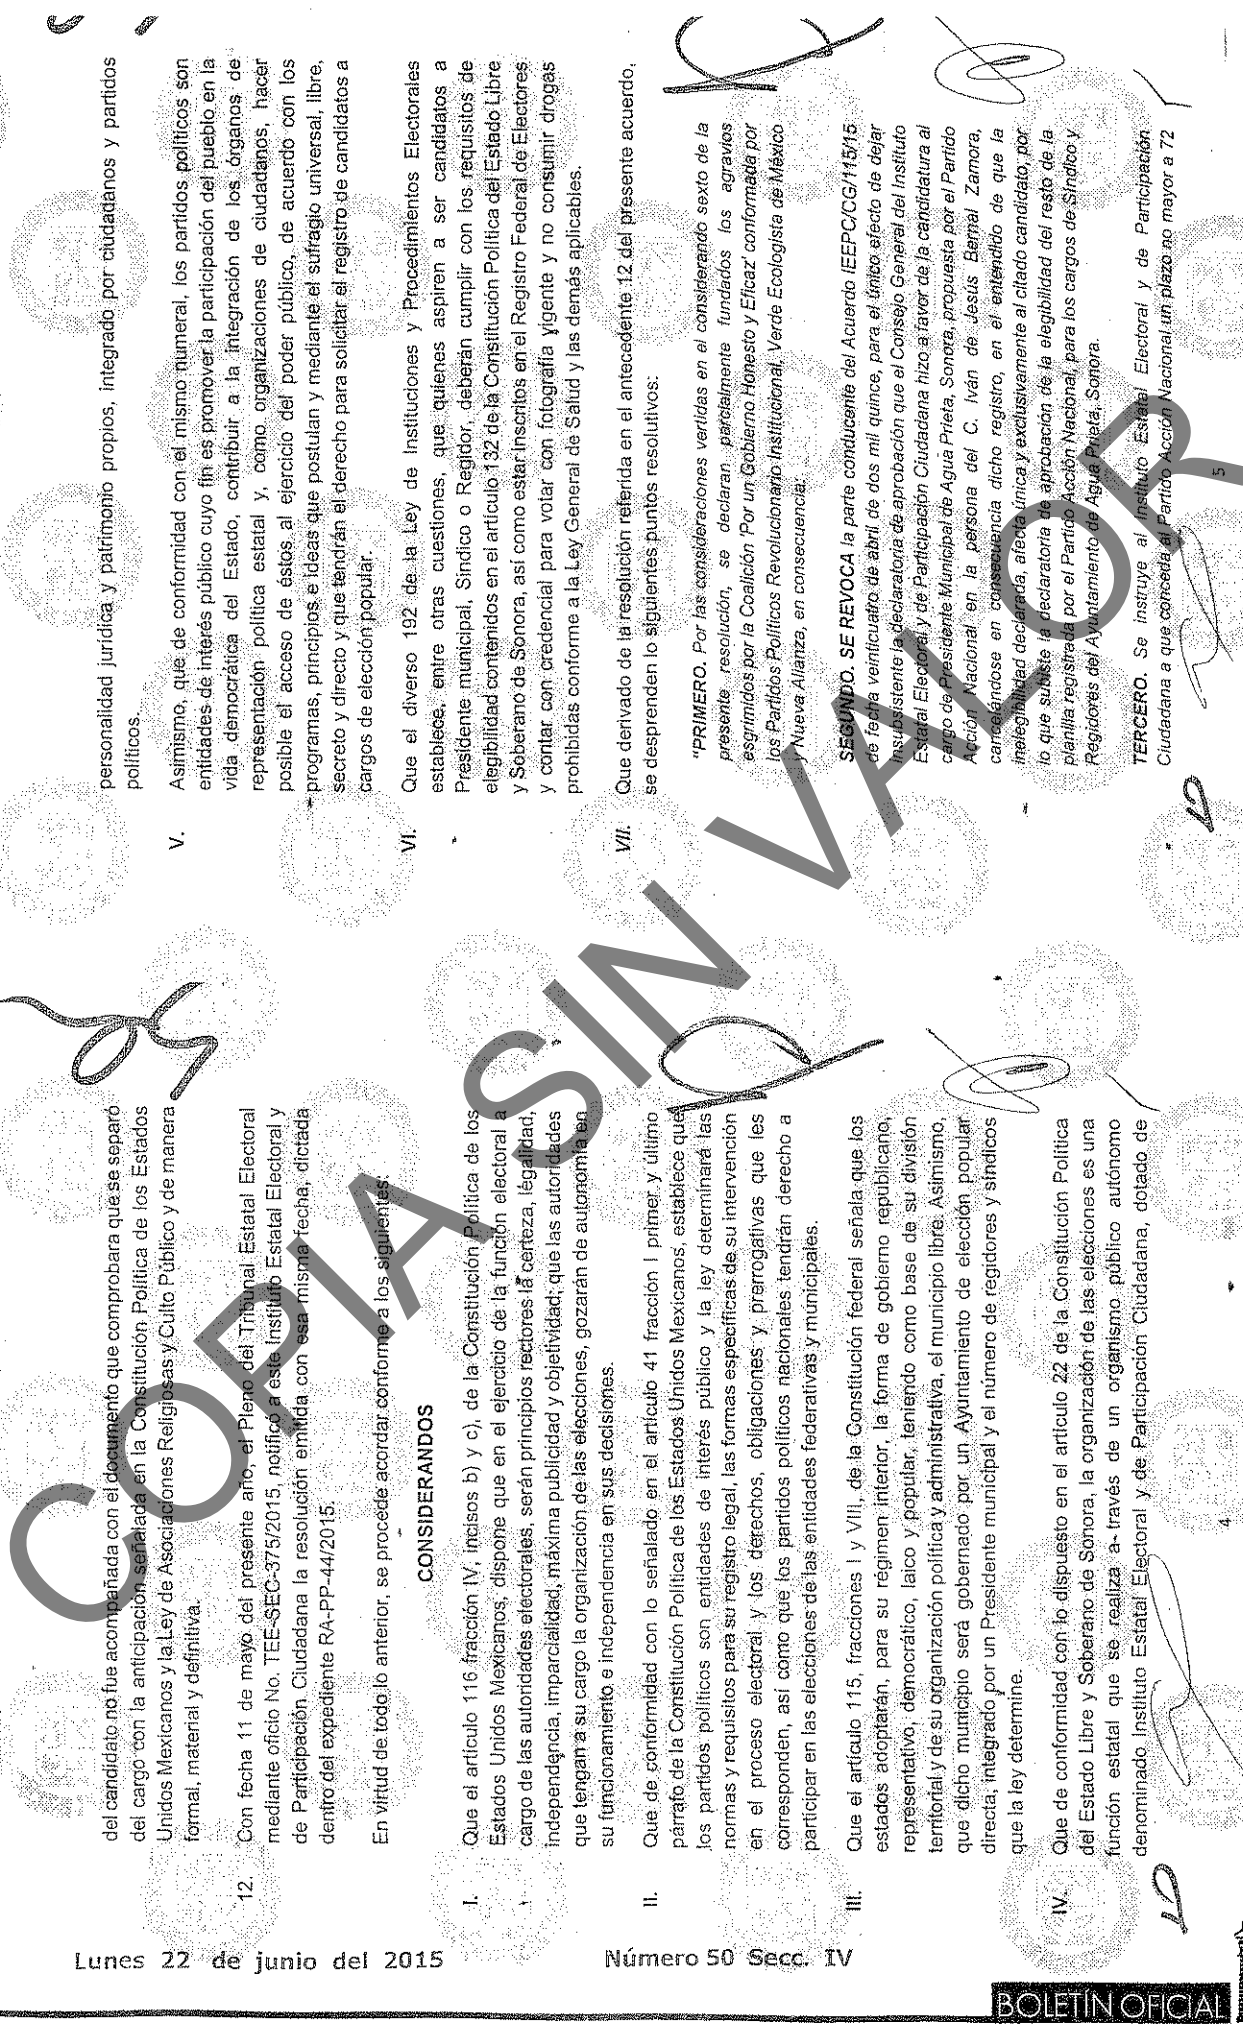 del candidato no fue acompañada con el documento que comprobara que se separó
del cargo con la anticipación señalada en la Constitución Política de los Estados
Unidos Mexicanos y la Ley de Asociaciones Religiosas y Culto Público y de manera
formal, material y definitiva.
12. Con fecha 11 de mayo del presente año, el Pleno del Tribunal Estatal Electoral
mediante oficio No. TEE-SEC-375/2015, notificó a este Instituto Estatal Electoral y
de Participación Ciudadana la resolución emitida con esa misma fecha, dictada
dentro del expediente RA-PP-44/2015.
En virtud de todo lo anterior, se procede acordar conforme a los siguientes:
CONSIDERANDOS
I. Que el artículo 116 fracción IV, incisos b) y c), de la Constitución Política de los
Estados Unidos Mexicanos, dispone que en el ejercicio de la función electoral a
cargo de las autoridades electorales, serán principios rectores la certeza, legalidad,
independencia, imparcialidad, máxima publicidad y objetividad; que las autoridades
que tengan a su cargo la organización de las elecciones, gozarán de autonomía en
su funcionamiento e independencia en sus decisiones.
II. Que de conformidad con lo señalado en el artículo 41 fracción I primer y último
párrafo de la Constitución Política de los Estados Unidos Mexicanos, establece que
los partidos políticos son entidades de interés público y la ley determinará las
normas y requisitos para su registro legal, las formas específicas de su intervención
en el proceso electoral y los derechos, obligaciones y prerrogativas que les
corresponden, así como que los partidos políticos nacionales tendrán derecho a
participar en las elecciones de las entidades federativas y municipales.
III. Que el artículo 115, fracciones I y VIII, de la Constitución federal señala que los
estados adoptarán, para su régimen interior, la forma de gobierno republicano,
representativo, democrático, laico y popular, teniendo como base de su división
territorial y de su organización política y administrativa, el municipio libre. Asimismo,
que dicho municipio será gobernado por un Ayuntamiento de elección popular
directa, integrado por un Presidente municipal y el número de regidores y síndicos
que la ley determine.
IV. Que de conformidad con lo dispuesto en el artículo 22 de la Constitución Política
del Estado Libre y Soberano de Sonora, la organización de las elecciones es una
función estatal que se realiza a través de un organismo público autónomo
denominado Instituto Estatal Electoral y de Participación Ciudadana, dotado de
4
personalidad jurídica y patrimonio propios, integrado por ciudadanos y partidos
políticos.
V. Asimismo, que de conformidad con el mismo numeral, los partidos políticos son
entidades de interés público cuyo fin es promover la participación del pueblo en la
vida democrática del Estado, contribuir a la integración de los órganos de
representación política estatal y, como organizaciones de ciudadanos, hacer
posible el acceso de éstos al ejercicio del poder público, de acuerdo con los
programas, principios e ideas que postulan y mediante el sufragio universal, libre,
secreto y directo y que tendrán el derecho para solicitar el registro de candidatos a
cargos de elección popular.
VI. Que el diverso 192 de la Ley de Instituciones y Procedimientos Electorales
establece, entre otras cuestiones, que quienes aspiren a ser candidatos a
Presidente municipal, Síndico o Regidor, deberán cumplir con los requisitos de
elegibilidad contenidos en el artículo 132 de la Constitución Política del Estado Libre
y Soberano de Sonora, así como estar inscritos en el Registro Federal de Electores
y contar con credencial para votar con fotografía vigente y no consumir drogas
prohibidas conforme a la Ley General de Salud y las demás aplicables.
VII. Que derivado de la resolución referida en el antecedente 12 del presente acuerdo,
se desprenden lo siguientes puntos resolutivos:
"PRIMERO. Por las consideraciones vertidas en el considerando sexto de la
presente resolución, se declaran parcialmente fundados los agravios
esgrimidos por la Coalición 'Por un Gobierno Honesto y Eficaz' conformada por
los Partidos Políticos Revolucionario Institucional, Verde Ecologista de México
y Nueva Alianza, en consecuencia:
SEGUNDO. SE REVOCA la parte conducente del Acuerdo IEEPC/CG/115/15
de fecha veinticuatro de abril de dos mil quince, para el único efecto de dejar
insubsistente la declaratoria de aprobación que el Consejo General del Instituto
Estatal Electoral y de Participación Ciudadana hizo a favor de la candidatura al
cargo de Presidente Municipal de Agua Prieta, Sonora, propuesta por el Partido
Acción Nacional en la persona del C. Iván de Jesús Bernal Zamora,
cancelándose en consecuencia dicho registro, en el entendido de que la
inelegibilidad declarada, afecta única y exclusivamente al citado candidato, por
lo que subsiste la declaratoria de aprobación de la elegibilidad del resto de la
planilla registrada por el Partido Acción Nacional, para los cargos de Síndico y
Regidores del Ayuntamiento de Agua Prieta, Sonora.
TERCERO. Se instruye al Instituto Estatal Electoral y de Participación
Ciudadana a que conceda al Partido Acción Nacional un plazo no mayor a 72
5
COPIA SIN VALOR
Lunes 22 de junio del 2015
Número 50 Secc. IV
BOLETÍN OFICIAL